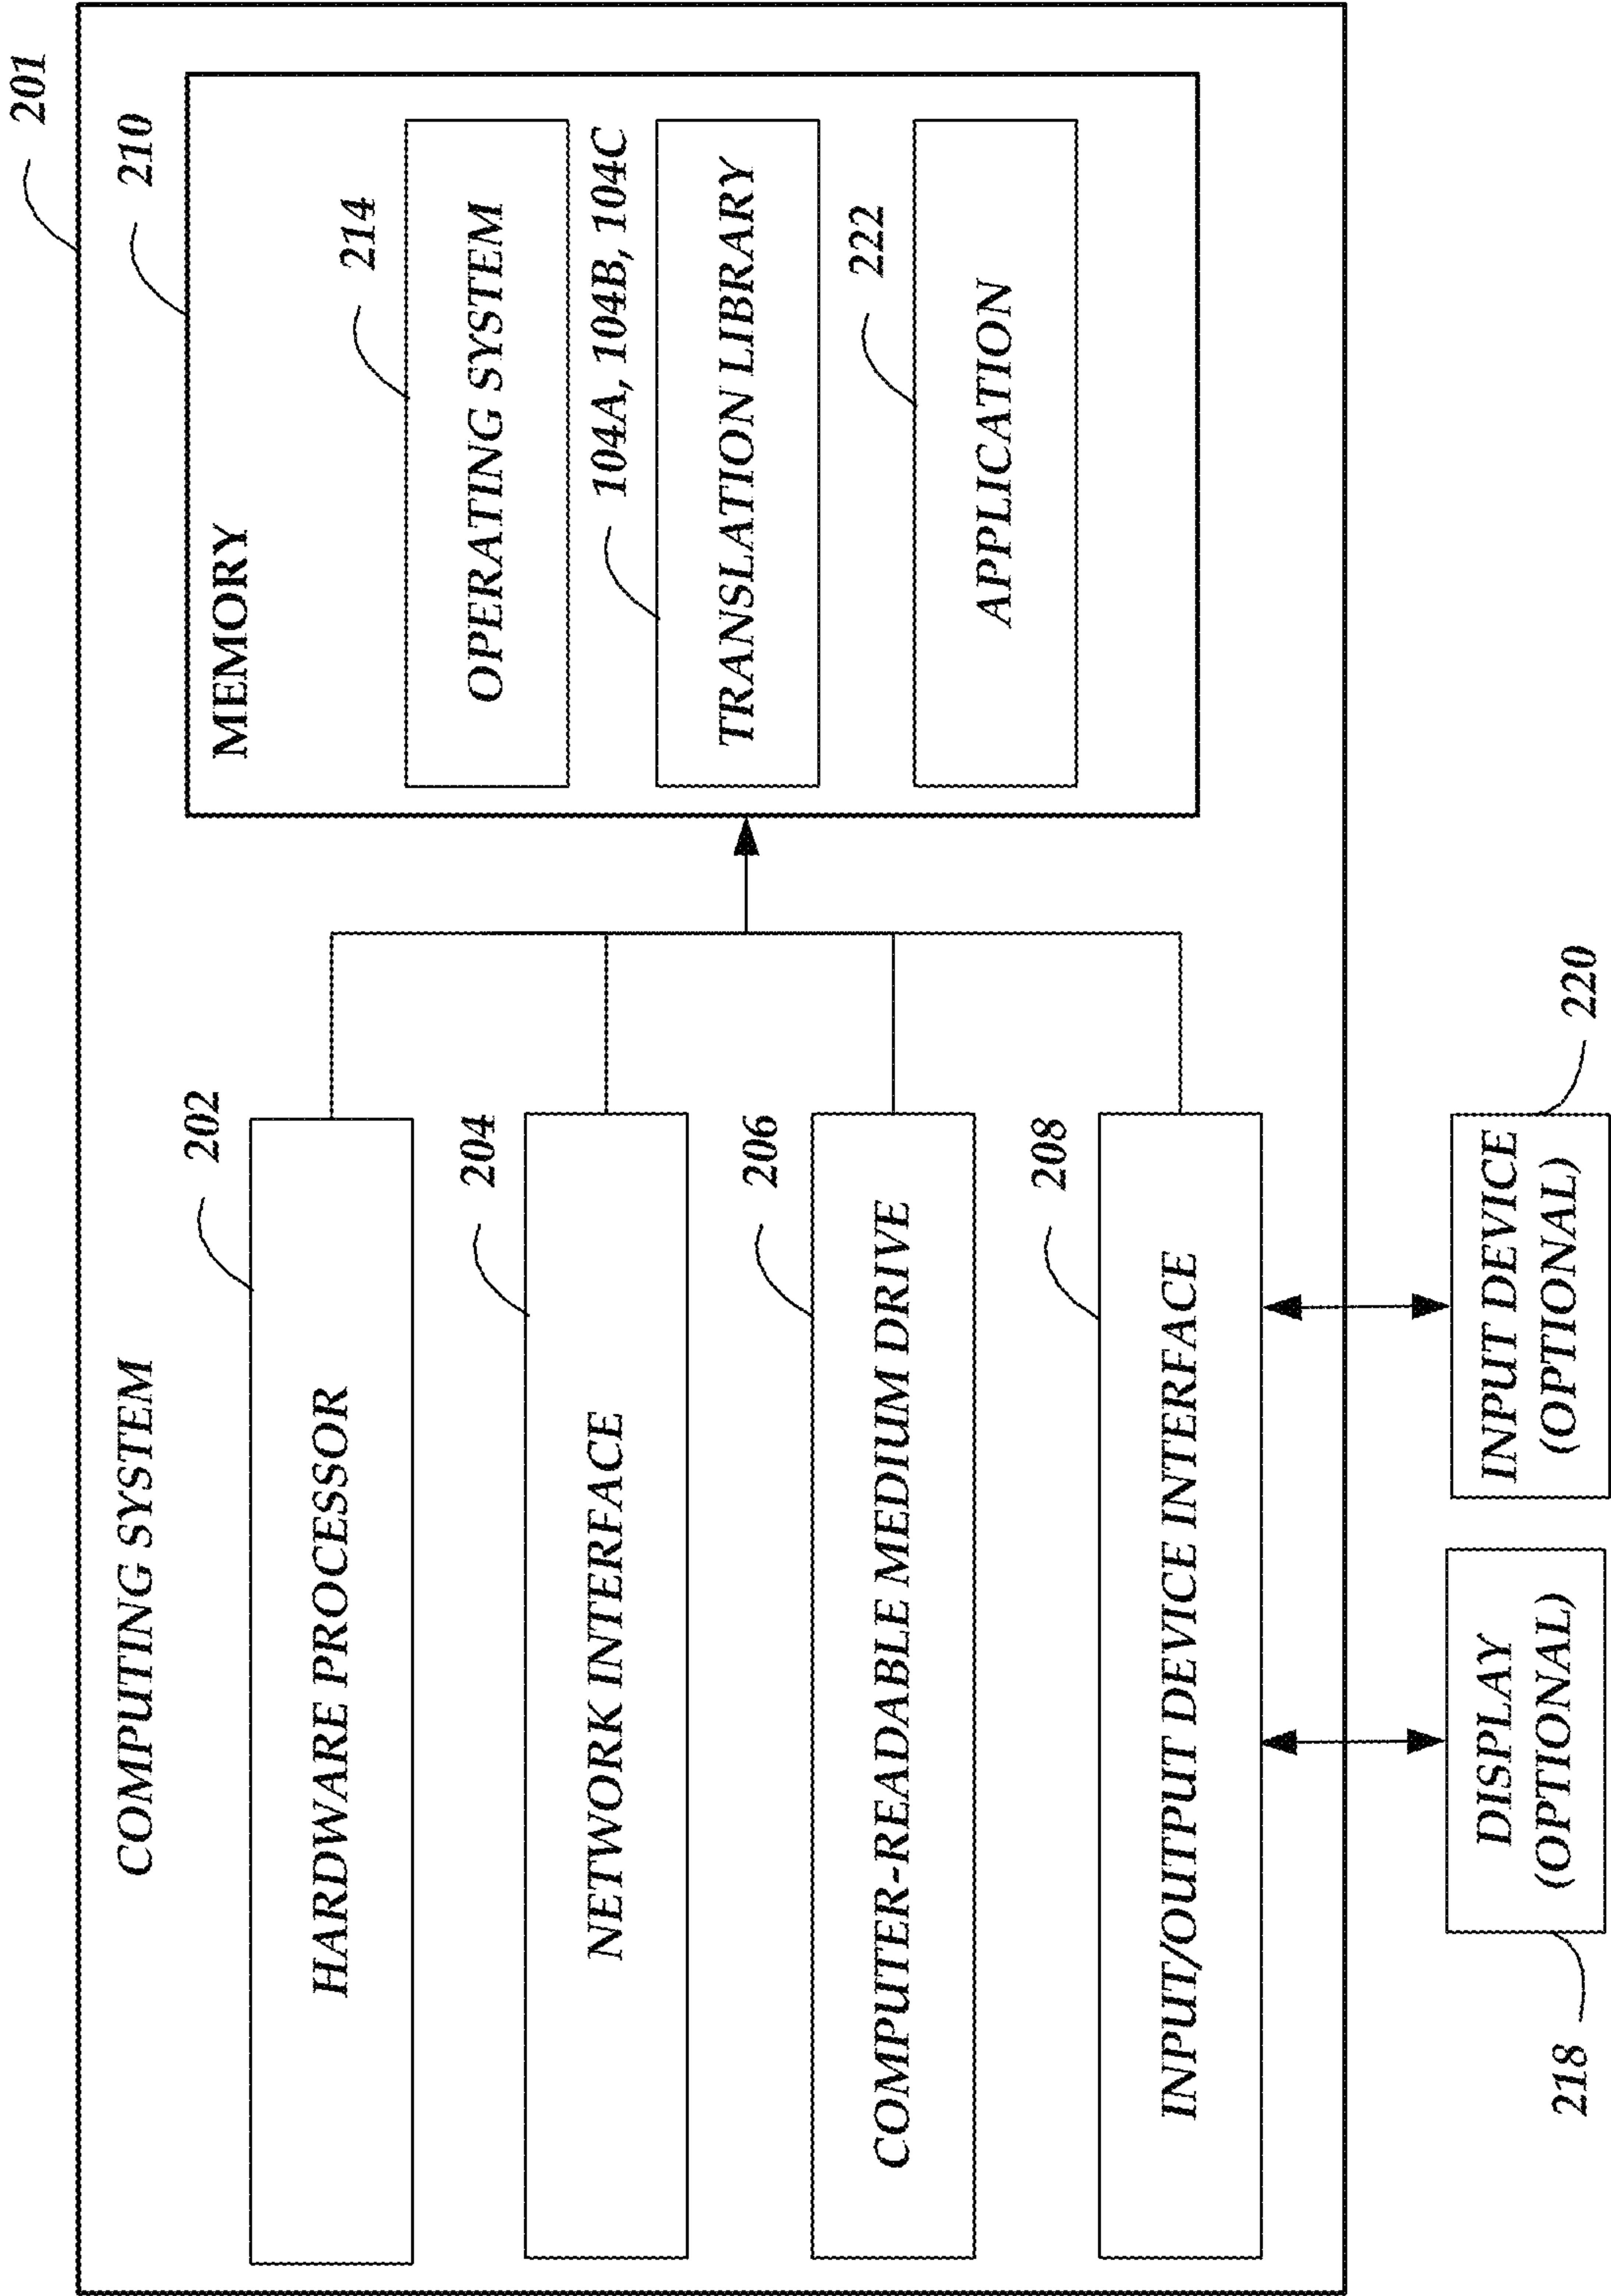 201
COMPUTING SYSTEM
210
MEMORY
202
HARDWARE PROCESSOR
204
NETWORK INTERFACE
206
COMPUTER-READABLE MEDIUM DRIVE
208
INPUT/OUTPUT DEVICE INTERFACE
214
OPERATING SYSTEM
104A, 104B, 104C
TRANSLATION LIBRARY
222
APPLICATION
218
DISPLAY
(OPTIONAL)
INPUT DEVICE
(OPTIONAL)
220